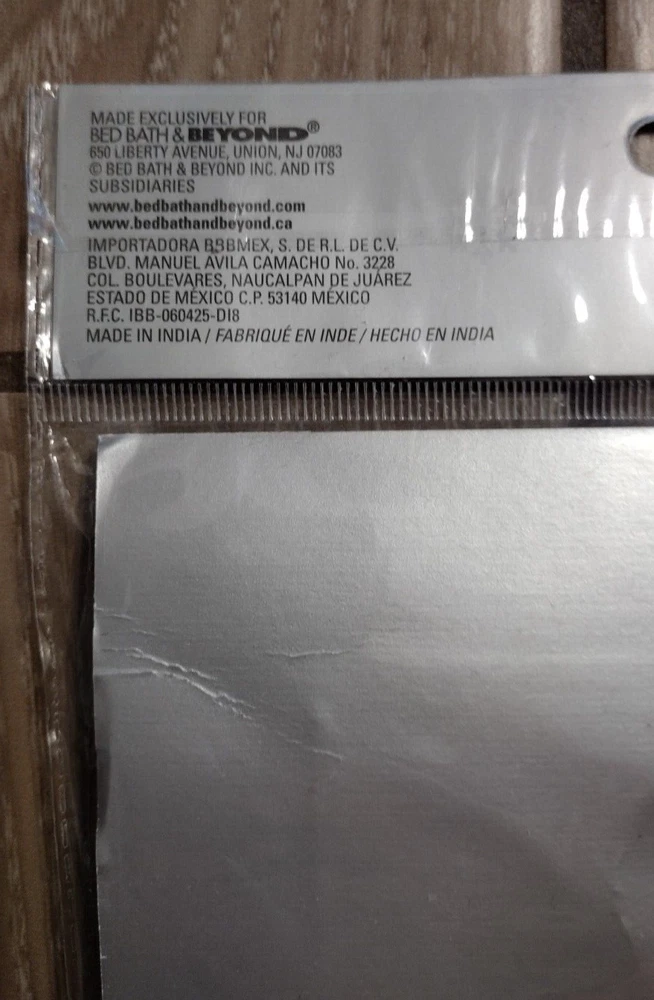 MADE EXCLUSIVELY FOR
BED BATH & BEYOND®
650 LIBERTY AVENUE, UNION, NJ 07083
© BED BATH & BEYOND INC. AND ITS
SUBSIDIARIES
www.bedbathandbeyond.com
www.bedbathandbeyond.ca
IMPORTADORA BBBMEX, S. DE R.L. DE C.V.
BLVD. MANUEL AVILA CAMACHO No. 3228
COL. BOULEVARES, NAUCALPAN DE JUÁREZ
ESTADO DE MÉXICO C.P. 53140 MÉXICO
R.F.C. IBB-060425-DI8
MADE IN INDIA / FABRIQUÉ EN INDE / HECHO EN INDIA